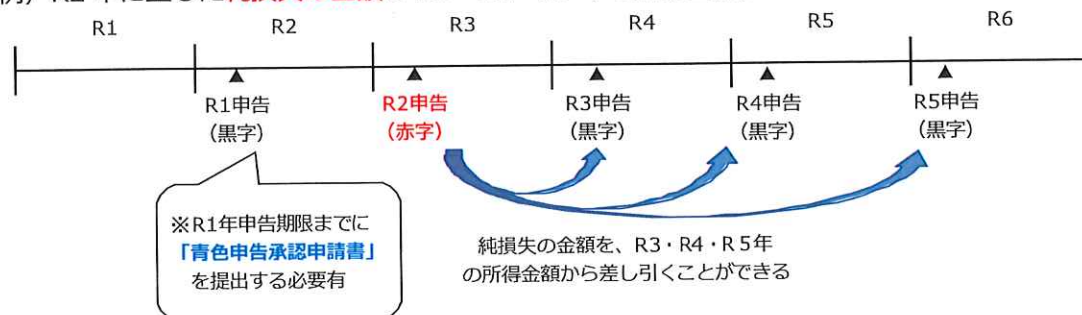 R1
R2
R3
R4
R5
R6
R1申告
(黒字)
R2申告
(赤字)
R3申告
(黒字)
R4申告
(黒字)
R5申告
(黒字)
※R1年申告期限までに
「青色申告承認申請書」
を提出する必要有
純損失の金額を、R3・R4・R5年
の所得金額から差し引くことができる